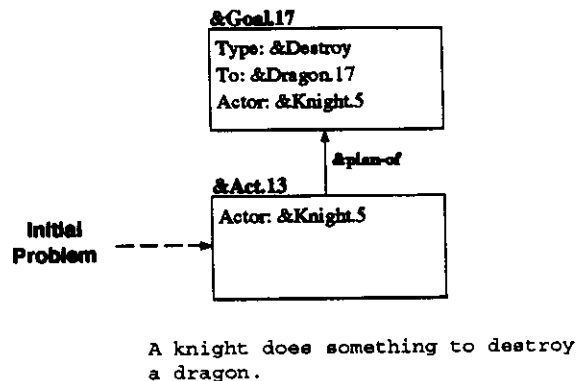 &Goal.17
Type: &Destroy
To: &Dragon.17
Actor: &Knight.5
&plan-of
&Act.13
Actor: &Knight.5
Initial
Problem
A knight does something to destroy
a dragon.